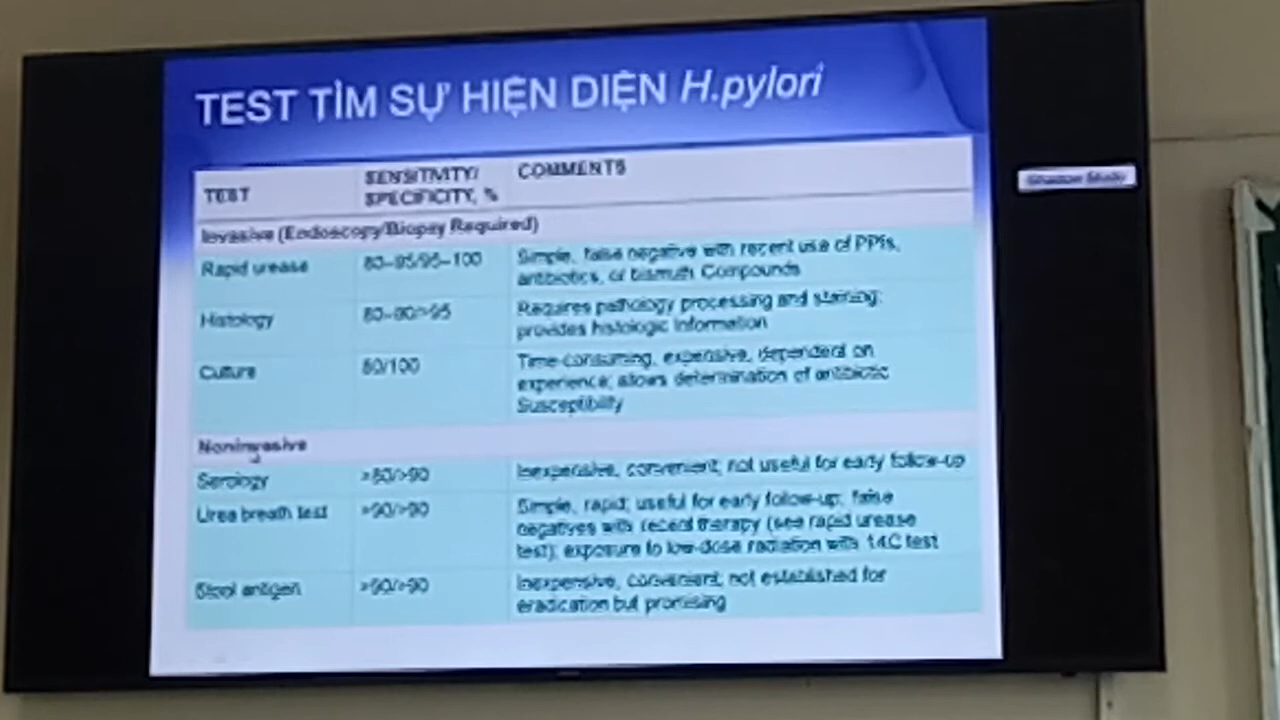 TEST TÌM SỰ HIỆN DIỆN H.pylori
TEST
SENSITIVITY/
SPECIFICITY, %
COMMENTS
Invasive (Endoscopy/Biopsy Required)
Rapid urease
80–95/95–100
Simple, false negative with recent use of PPIs,
antibiotics, or bismuth Compounds
Histology
80–90/>95
Requires pathology processing and staining;
provides histologic information
Culture
Time-consuming, expensive, dependent on
experience; allows determination of antibiotic
Susceptibility
Noninvasive
Serology
>80/>90
Inexpensive, convenient; not useful for early follow-up
Urea breath test
>90/>90
Simple, rapid; useful for early follow-up; false
negatives with recent therapy (see rapid urease
test); exposure to low-dose radiation with 14C test
Stool antigen
>90/>90
Inexpensive, convenient; not established for
eradication but promising